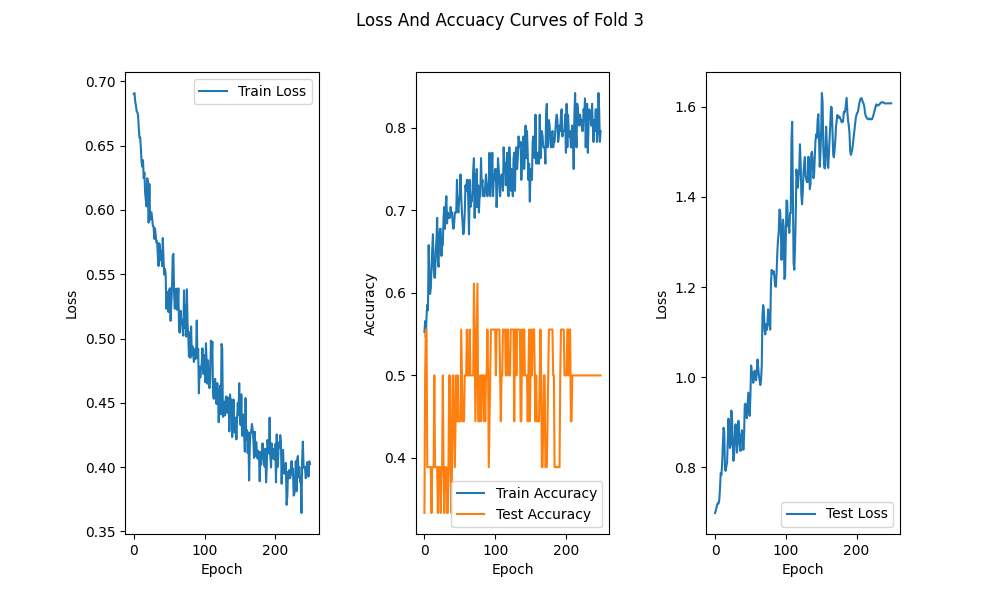 Loss And Accuacy Curves of Fold 3
0.70
0.65
0.60
0.55
0.50
0.45
0.40
0.35
Loss
0
100
200
Epoch
Train Loss
0.8
0.7
0.6
0.5
0.4
Accuracy
0
100
200
Epoch
Train Accuracy
Test Accuracy
1.6
1.4
1.2
1.0
0.8
Loss
0
100
200
Epoch
Test Loss